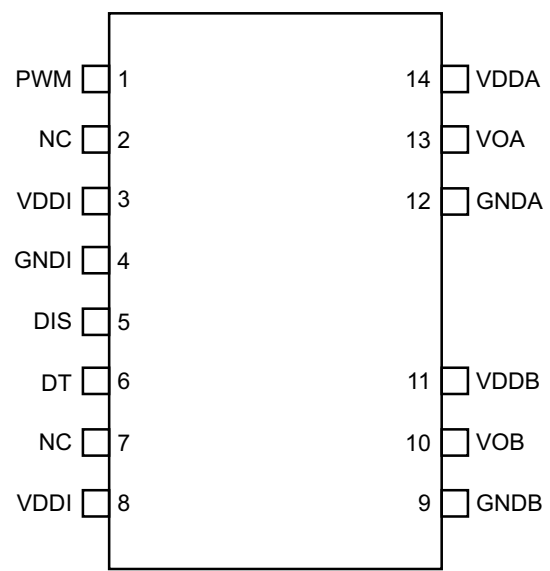 PWM 1 14 VDDA
NC 2 13 VOA
VDDI 3 12 GNDA
GNDI 4
DIS 5
DT 6 11 VDDB
NC 7 10 VOB
VDDI 8 9 GNDB